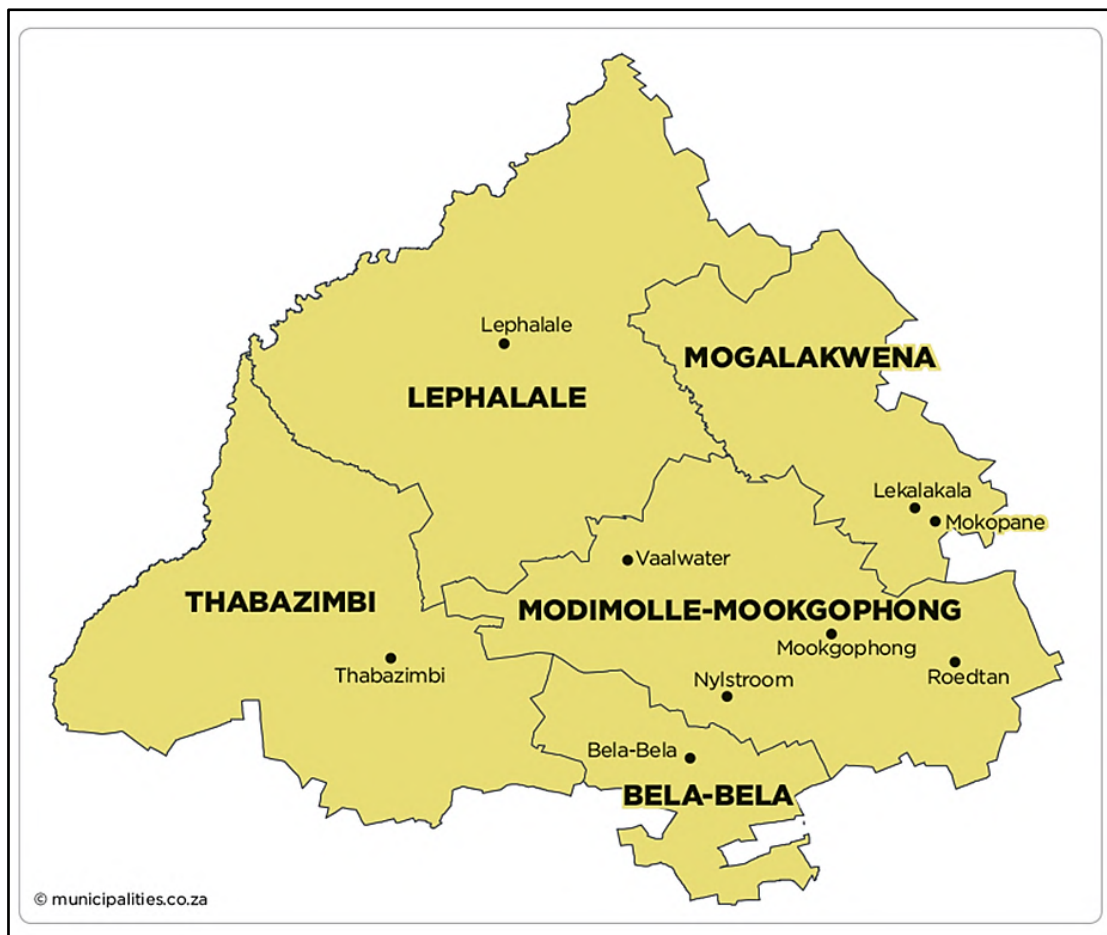 Lephalale
MOGALAKWENA
LEPHALALE
Lekalakala
Mokopane
Vaalwater
THABAZIMBI
MODIMOLLE-MOOKGOPHONG
Mookgophong
Thabazimbi
Nylstroom
Roedtan
Bela-Bela
BELA-BELA
© municipalities.co.za